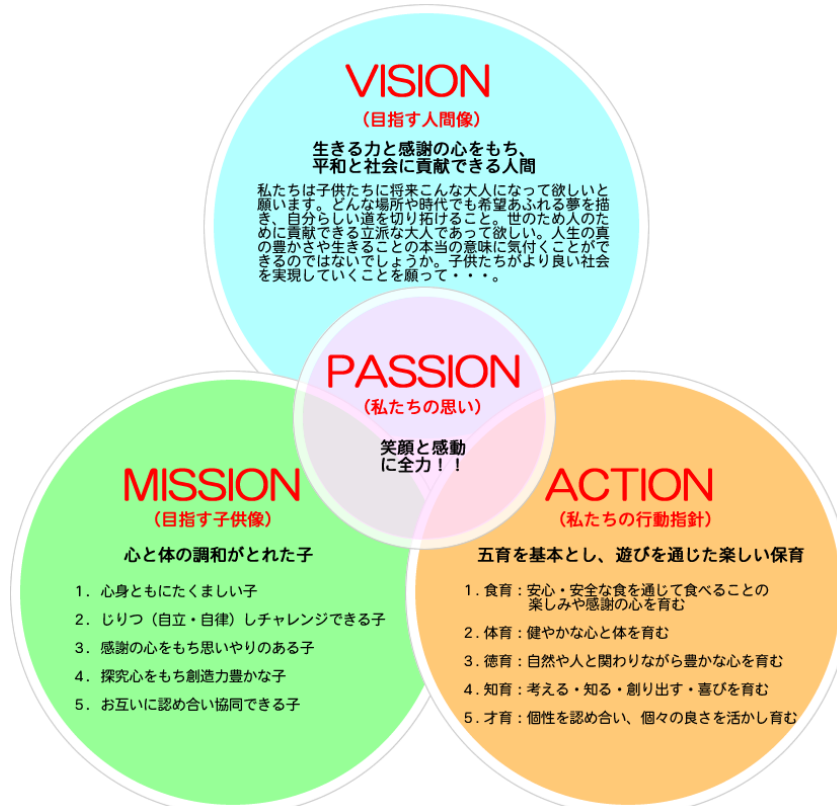 VISION
(目指す人間像)
生きる力と感謝の心をもち、
平和と社会に貢献できる人間
私たちは子供たちに将来こんな大人になって欲しいと
願います。どんな場所や時代でも希望あふれる夢を描
き、自分らしい道を切り拓けること。世のため人のた
めに貢献できる立派な大人であって欲しい。人生の真
の豊かさや生きることの本当の意味に気付くことがで
きるのではないでしょうか。子供たちがより良い社会
を実現していくことを願って・・・。
PASSION
(私たちの思い)
笑顔と感動
に全力！！
MISSION
(目指す子供像)
心と体の調和がとれた子
1．心身ともにたくましい子
2．じりつ（自立・自律）しチャレンジできる子
3．感謝の心をもち思いやりのある子
4．探究心をもち創造力豊かな子
5．お互いに認め合い協同できる子
ACTION
(私たちの行動指針)
五育を基本とし、遊びを通じた楽しい保育
1.食育：安心・安全な食を通じて食べることの
楽しみや感謝の心を育む
2.体育：健やかな心と体を育む
3.徳育：自然や人と関わりながら豊かな心を育む
4.知育：考える・知る・創り出す・喜びを育む
5.才育：個性を認め合い、個々の良さを活かし育む